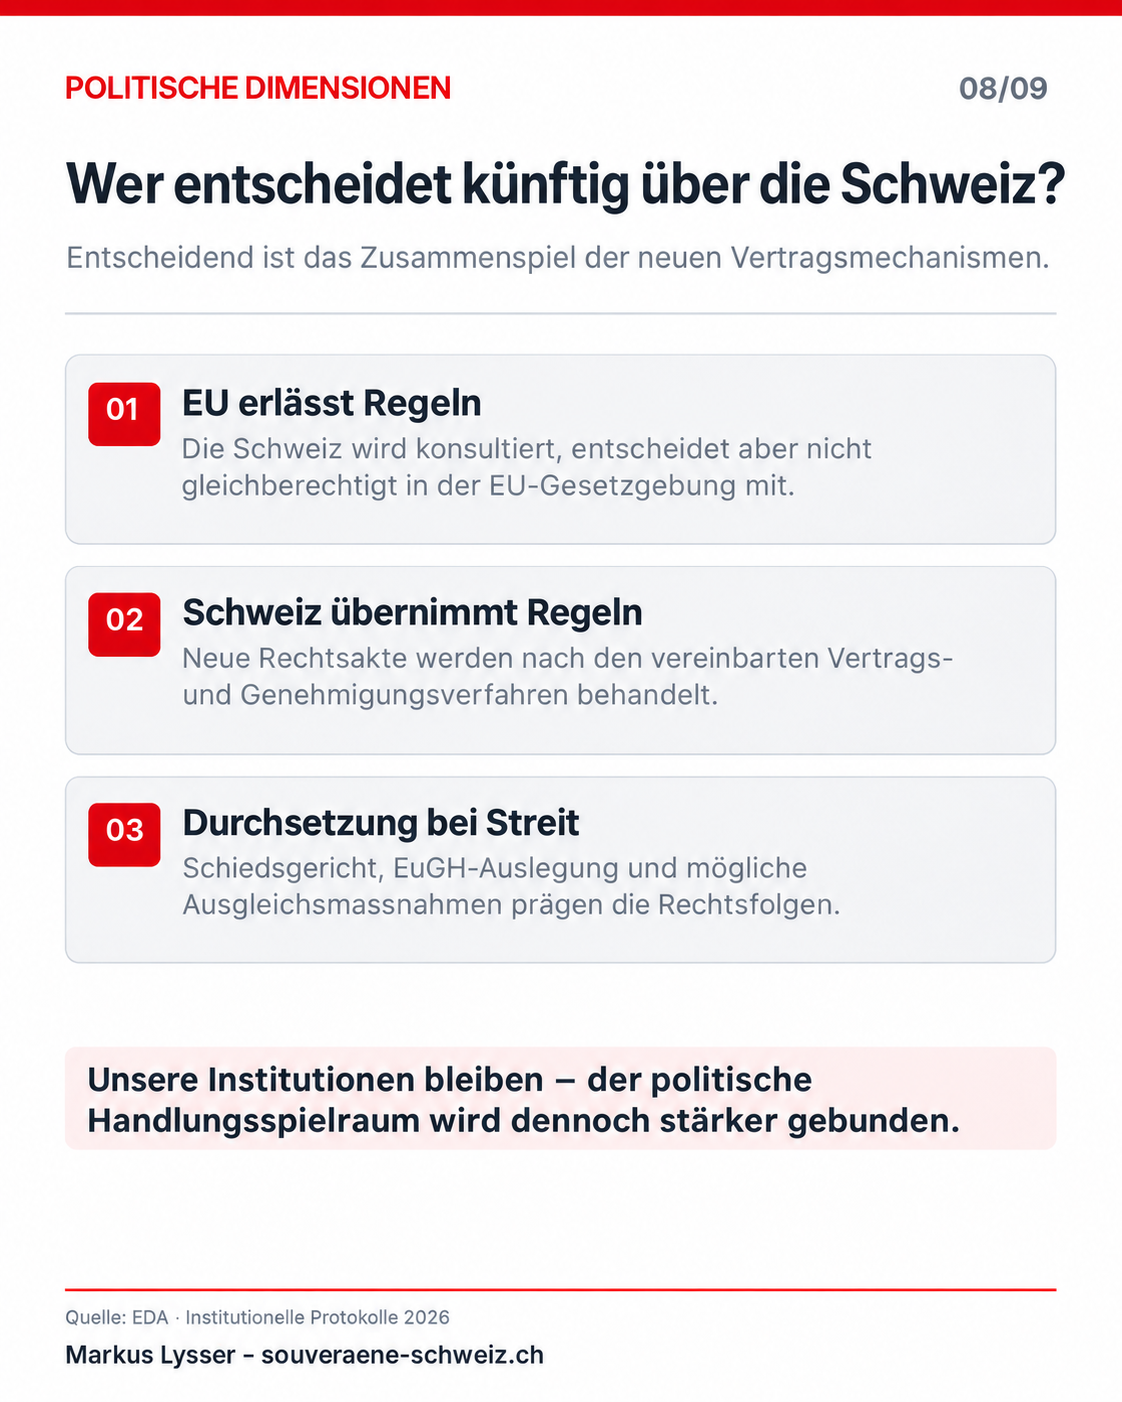 POLITISCHE DIMENSIONEN
08/09
Wer entscheidet künftig über die Schweiz?
Entscheidend ist das Zusammenspiel der neuen Vertragsmechanismen.
01
EU erlässt Regeln
Die Schweiz wird konsultiert, entscheidet aber nicht
gleichberechtigt in der EU-Gesetzgebung mit.
02
Schweiz übernimmt Regeln
Neue Rechtsakte werden nach den vereinbarten Vertrags-
und Genehmigungsverfahren behandelt.
03
Durchsetzung bei Streit
Schiedsgericht, EuGH-Auslegung und mögliche
Ausgleichsmassnahmen prägen die Rechtsfolgen.
Unsere Institutionen bleiben – der politische
Handlungsspielraum wird dennoch stärker gebunden.
Quelle: EDA · Institutionelle Protokolle 2026
Markus Lysser – souveraene-schweiz.ch